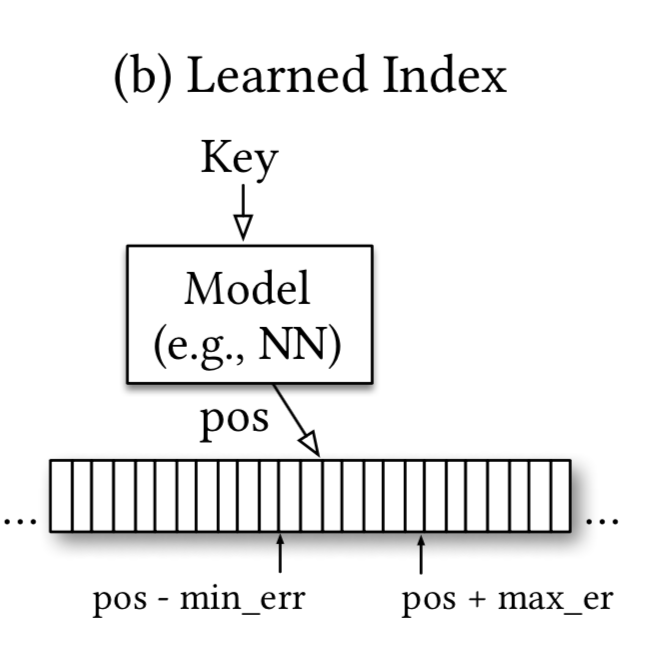 (b) Learned Index
Key
Model
(e.g., NN)
pos
... ...
pos - min_err pos + max_er